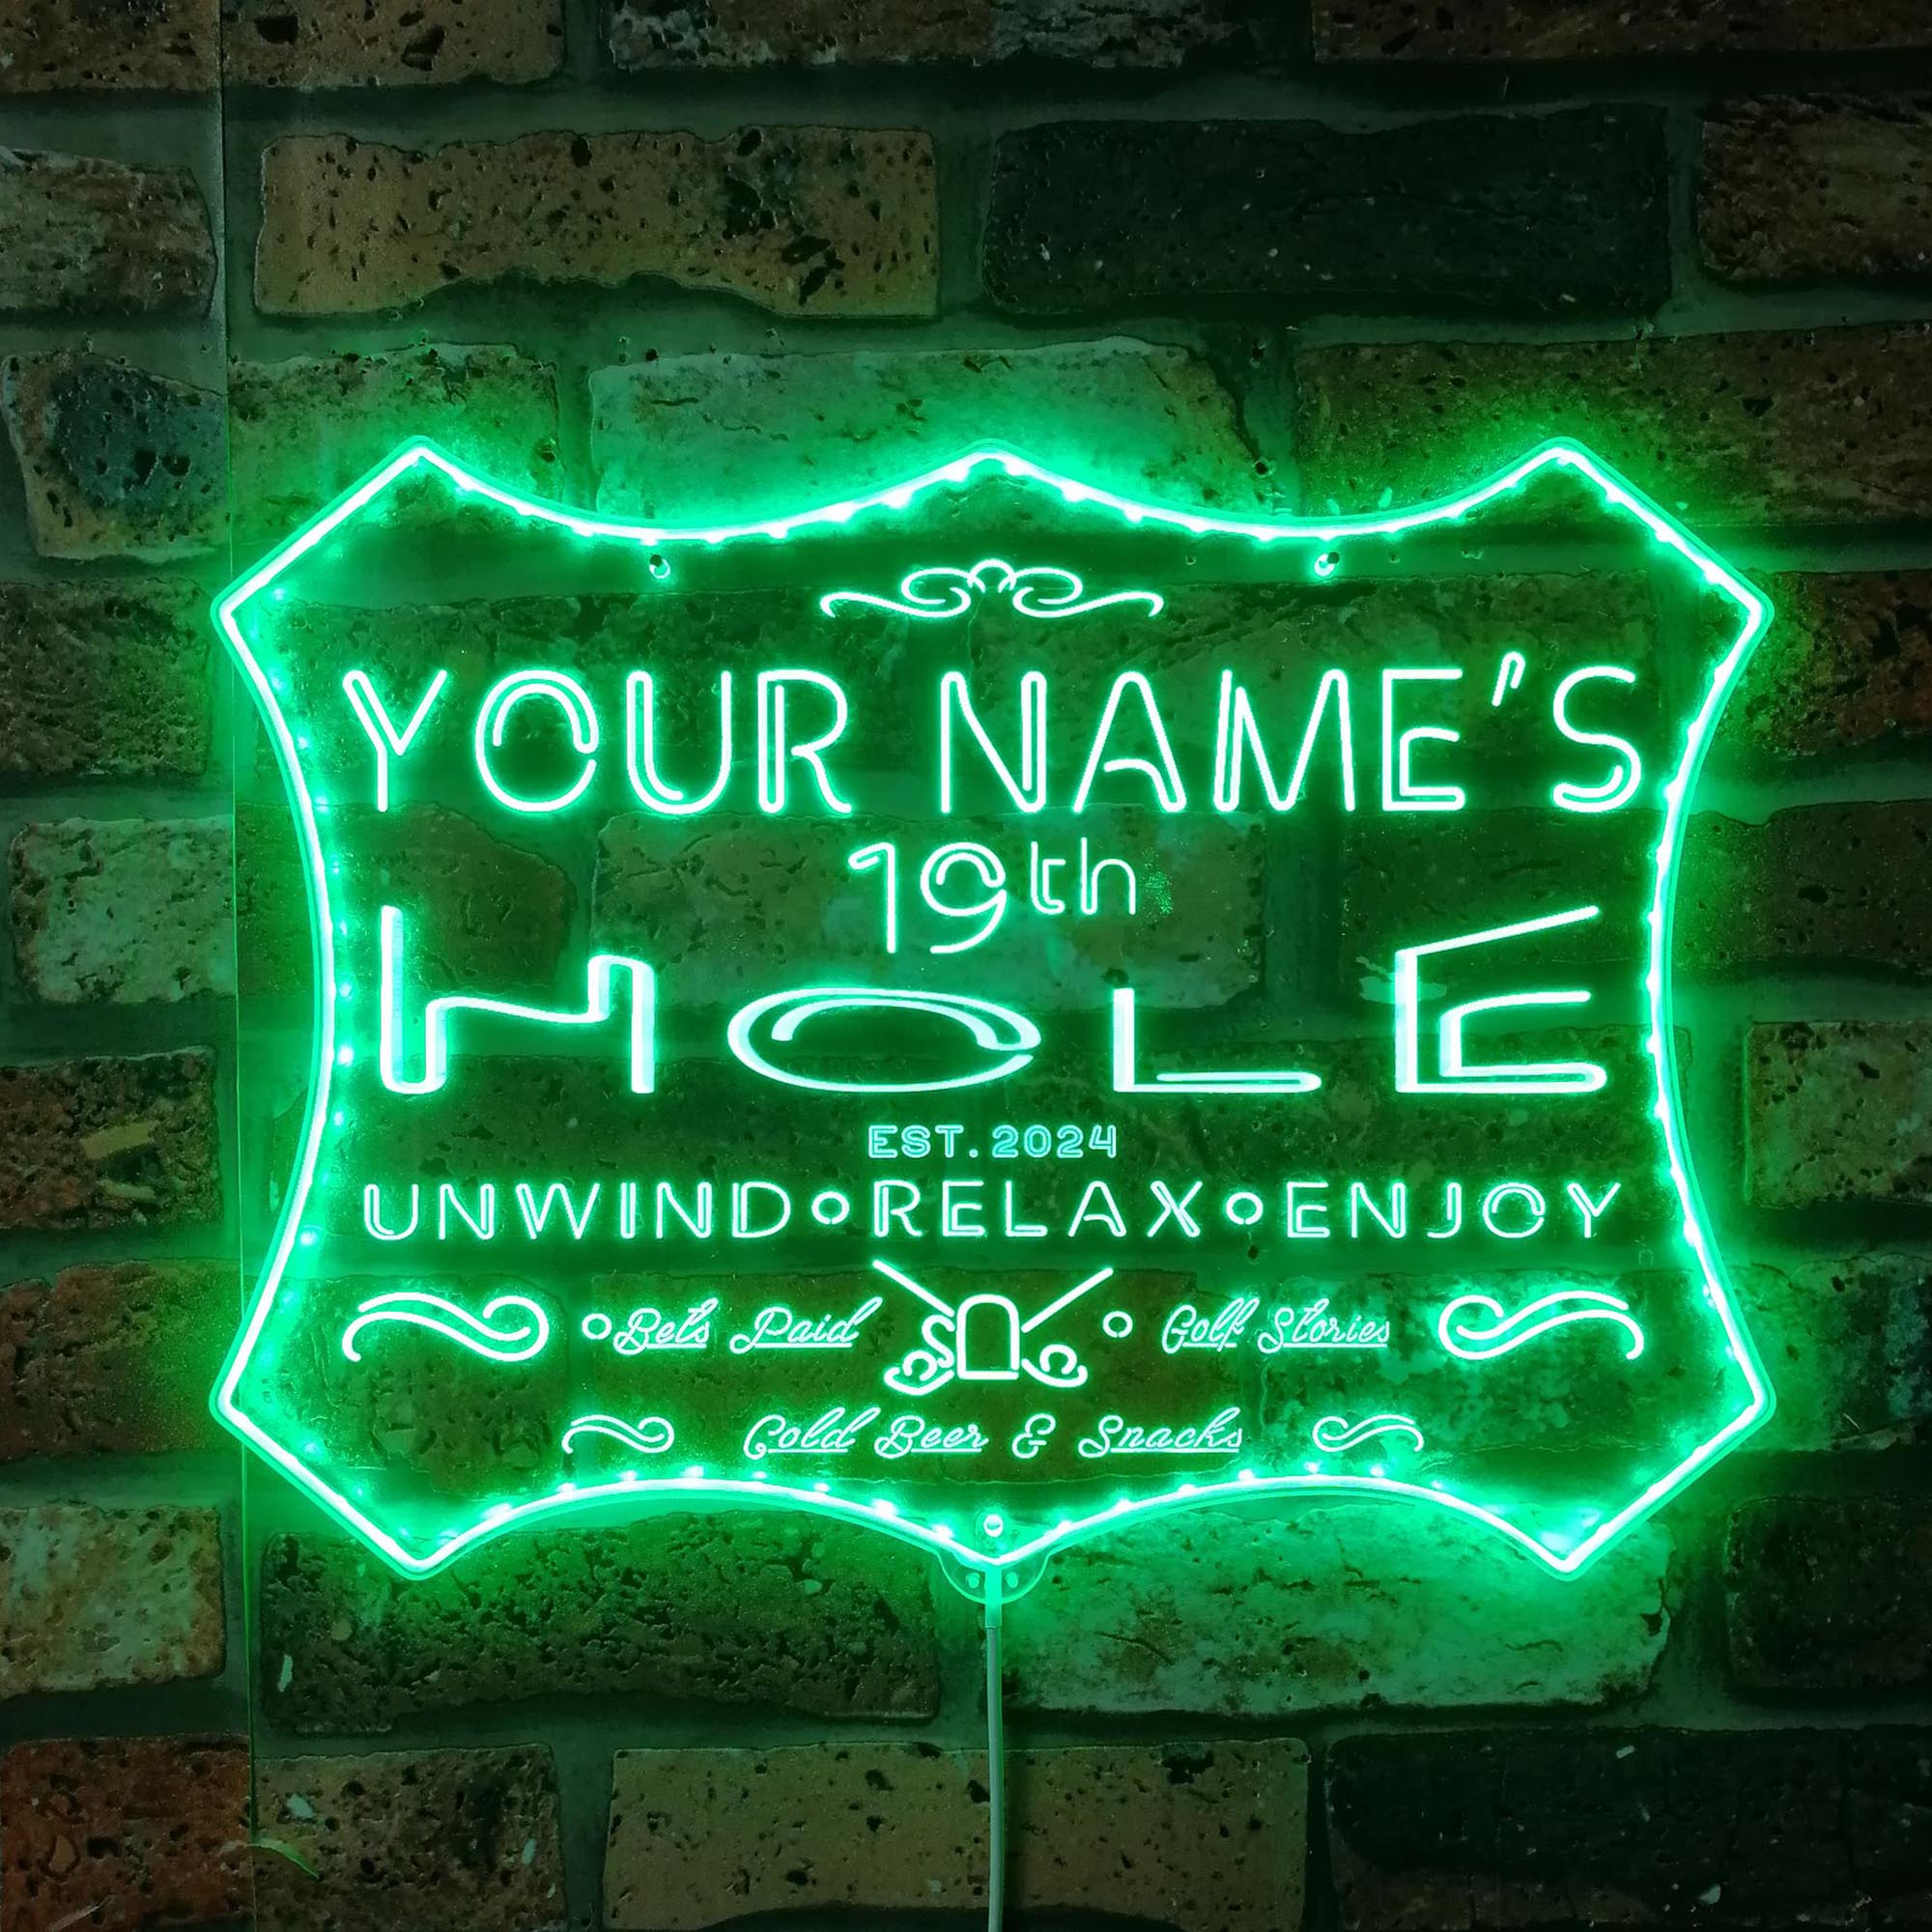 YOUR NAME'S
19th
HOLE
EST. 2024
UNWIND • RELAX • ENJOY
• Bets Paid • Golf Stories
Cold Beer & Snacks